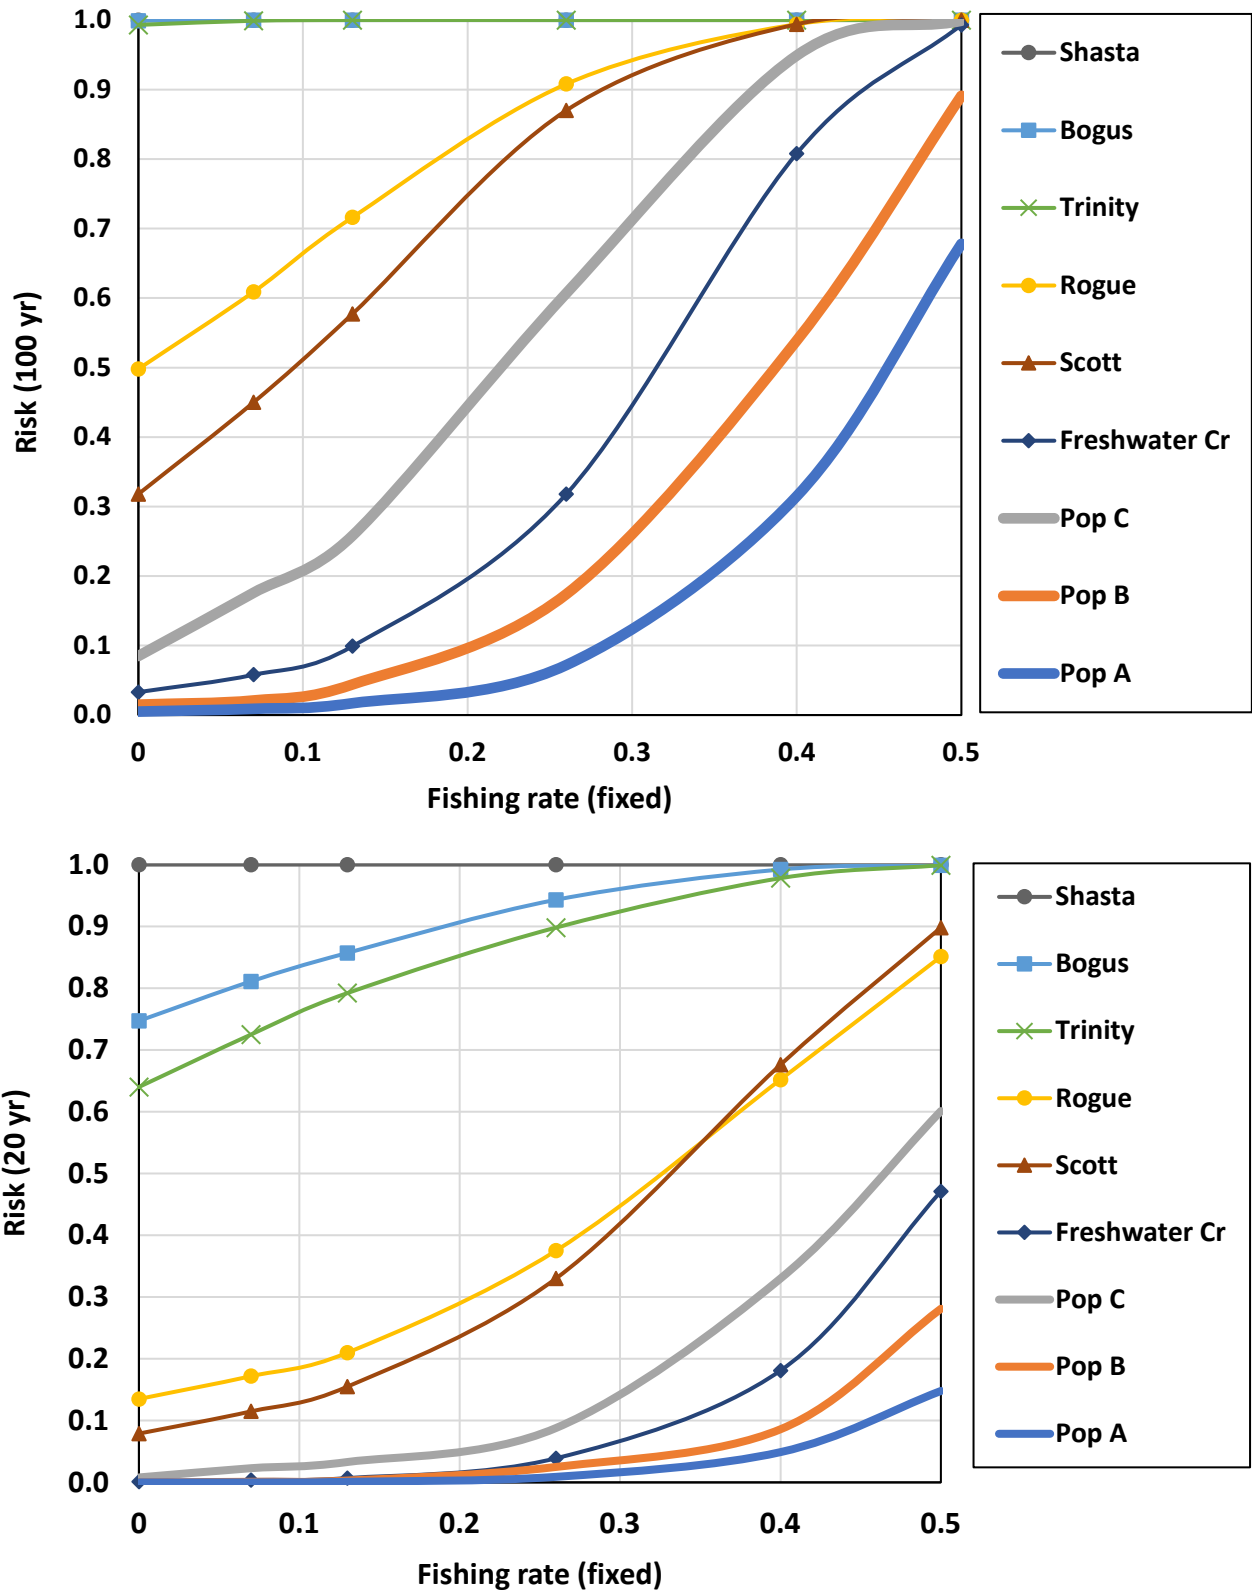 1.0
0.9
0.8
0.7
0.6
0.5
0.4
0.3
0.2
0.1
0.0
Risk (100 yr)
0 0.1 0.2 0.3 0.4 0.5
Fishing rate (fixed)
Shasta
Bogus
Trinity
Rogue
Scott
Freshwater Cr
Pop C
Pop B
Pop A
1.0
0.9
0.8
0.7
0.6
0.5
0.4
0.3
0.2
0.1
0.0
Risk (20 yr)
0 0.1 0.2 0.3 0.4 0.5
Fishing rate (fixed)
Shasta
Bogus
Trinity
Rogue
Scott
Freshwater Cr
Pop C
Pop B
Pop A